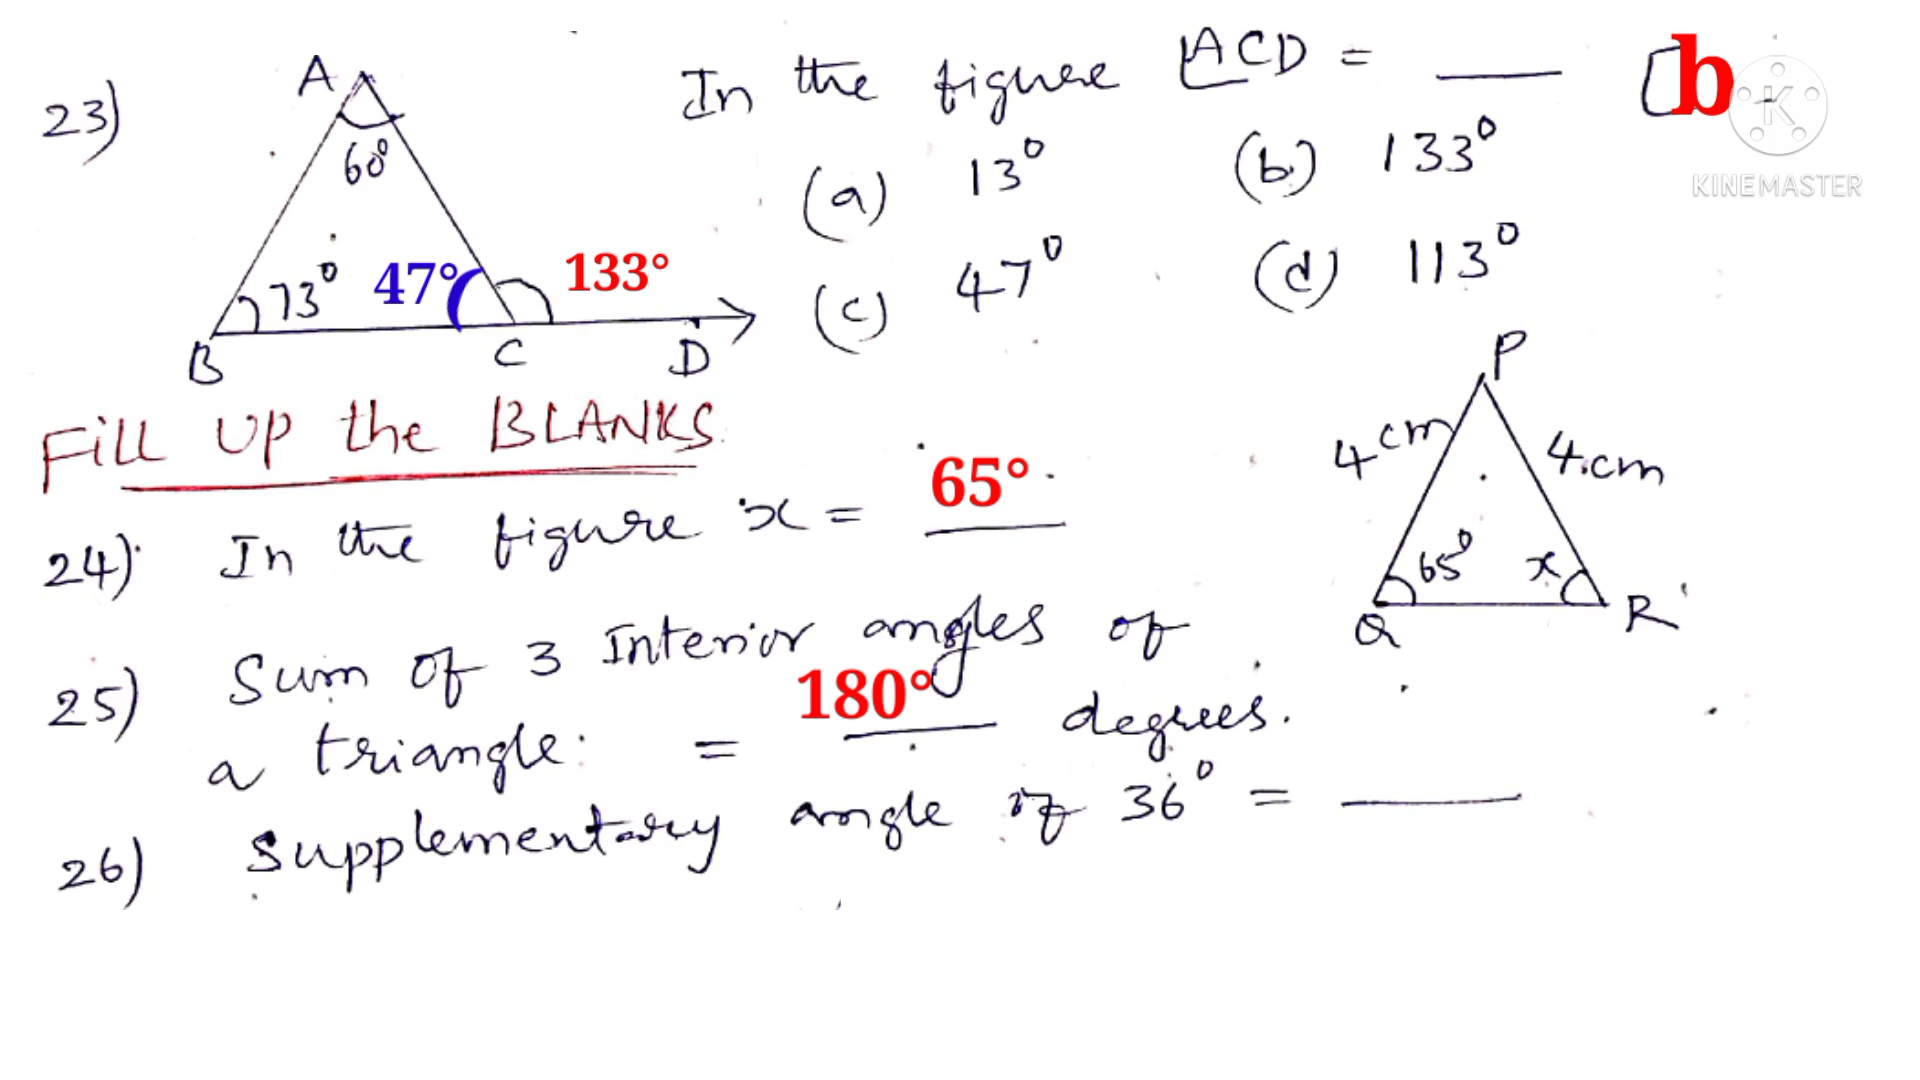 23) A 60° 73° 47° 133° B C D
In the figure ∠ACD = ____ [b]
(a) 13° (b) 133°
(c) 47° (d) 113°
KINEMASTER
Fill UP the BLANKS.
24) In the figure x = 65°
P 4 cm 4 cm 65° x Q R
25) Sum of 3 Interior angles of
a triangle: = 180° degrees.
26) Supplementary angle of 36° = ____